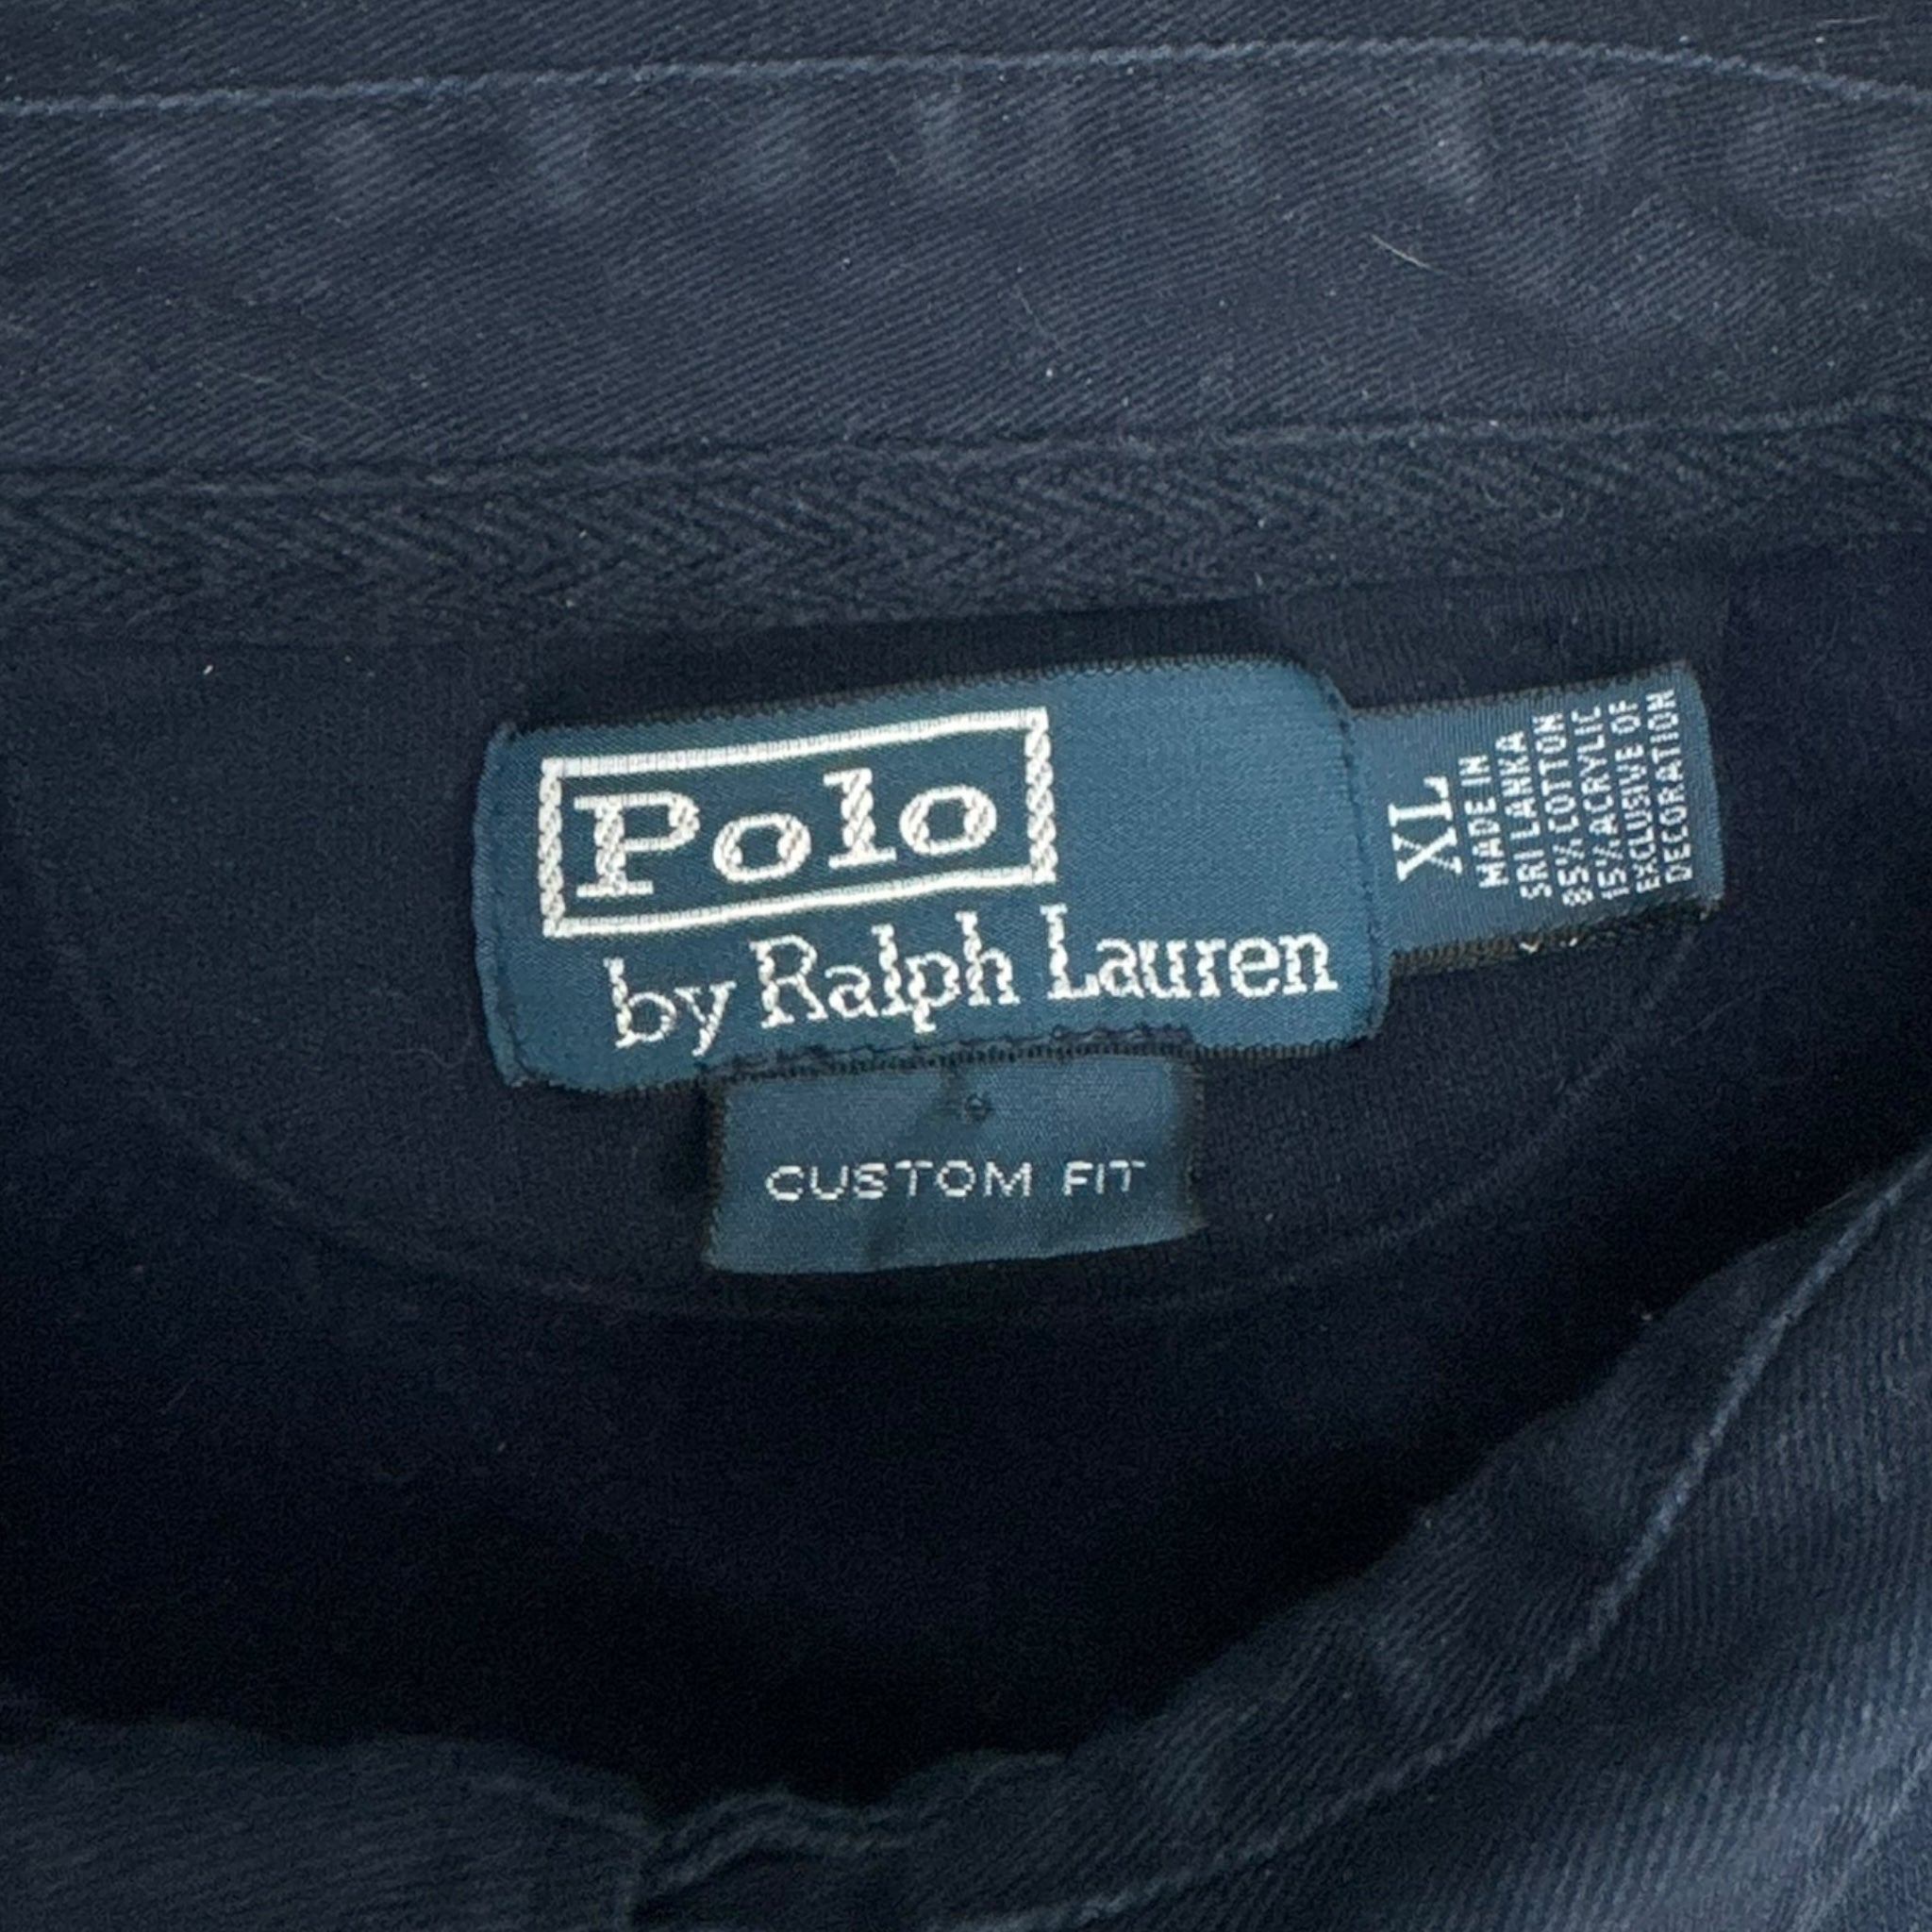 Polo
by Ralph Lauren
CUSTOM FIT
XL
MADE IN
SRI LANKA
85% COTTON
15% ACRYLIC
EXCLUSIVE OF
DECORATION